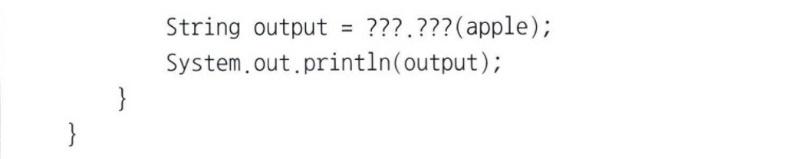 String output = ???.???(apple);
System.out.println(output);
}
}